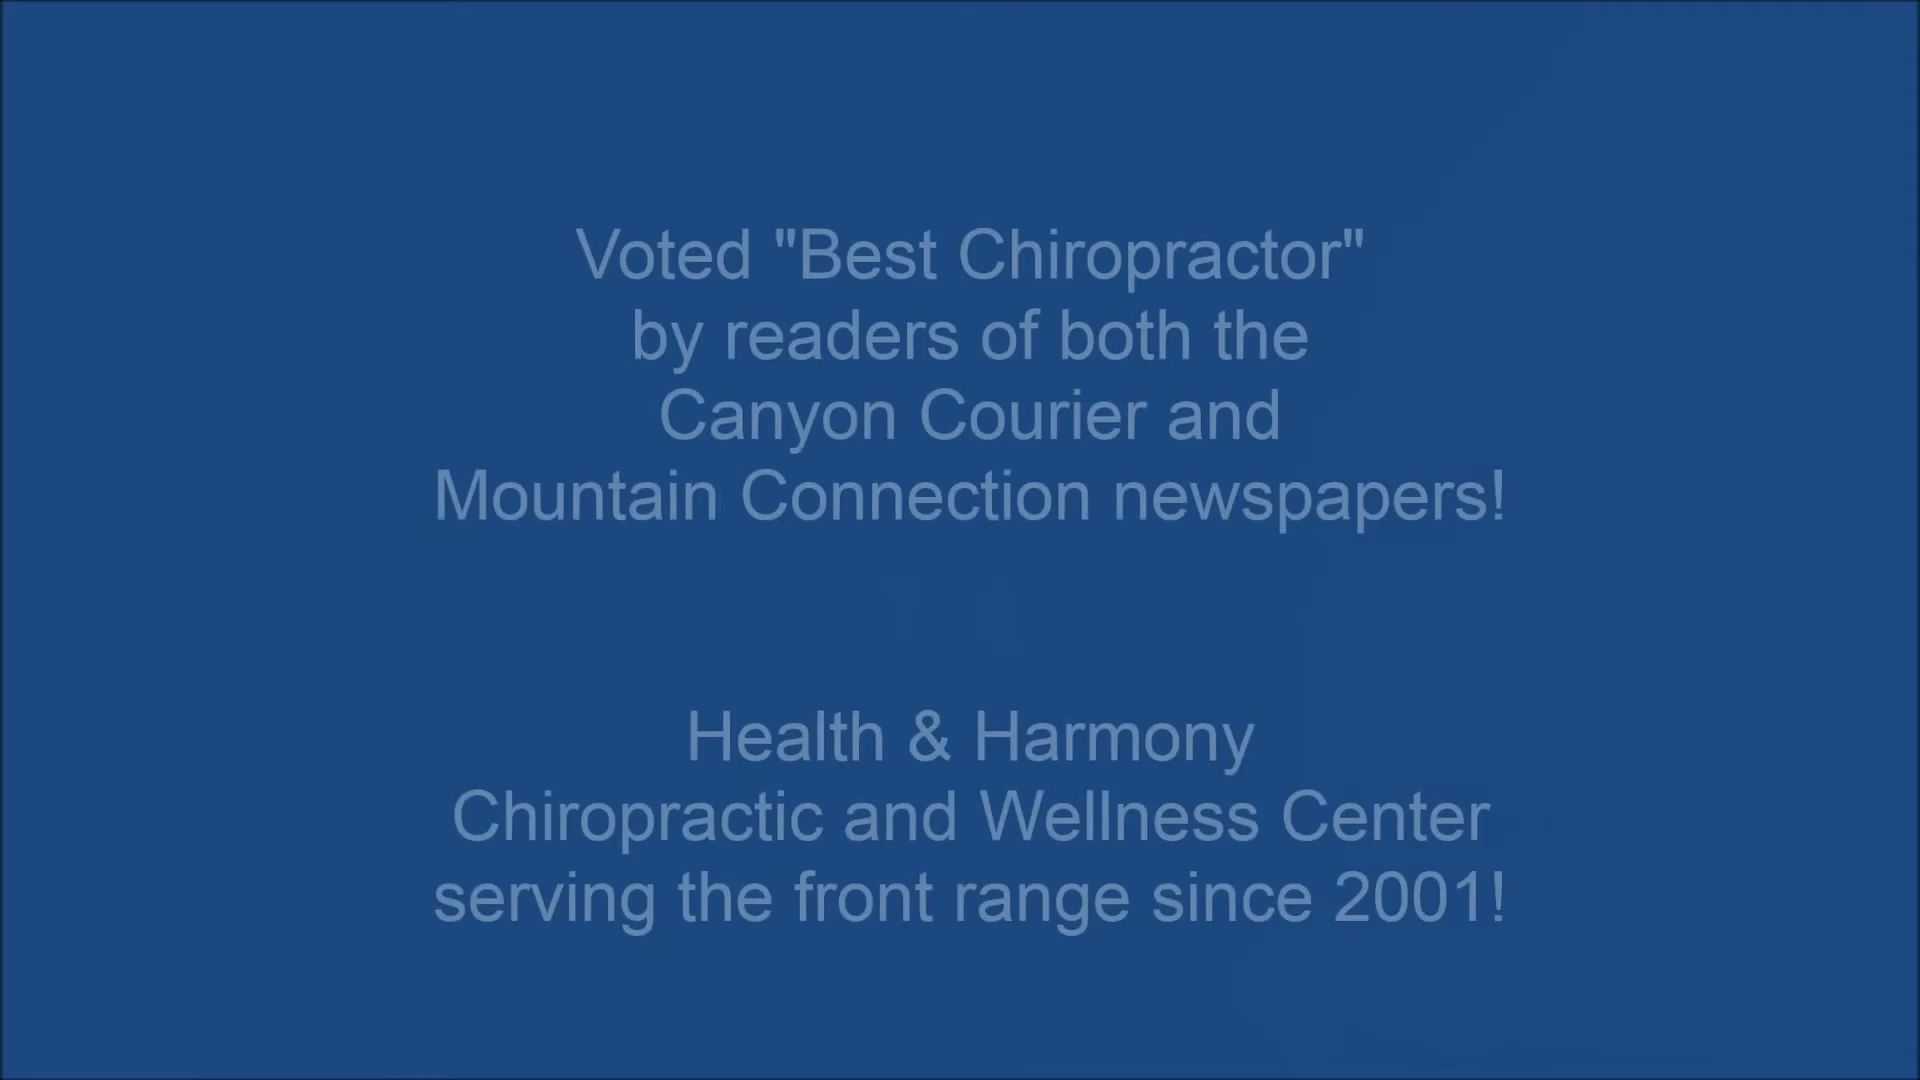 Voted "Best Chiropractor"
by readers of both the
Canyon Courier and
Mountain Connection newspapers!
Health & Harmony
Chiropractic and Wellness Center
serving the front range since 2001!